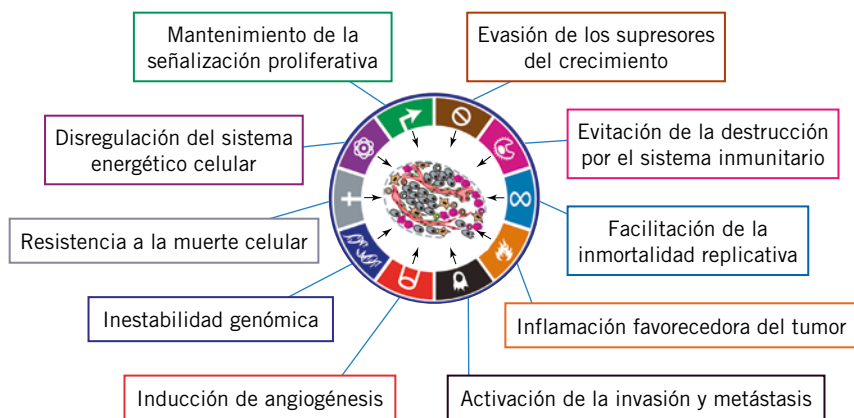 Mantenimiento de la
señalización proliferativa
Evasión de los supresores
del crecimiento
Disregulación del sistema
energético celular
Evitación de la destrucción
por el sistema inmunitario
Resistencia a la muerte celular
Facilitación de la
inmortalidad replicativa
Inestabilidad genómica
Inflamación favorecedora del tumor
Inducción de angiogénesis
Activación de la invasión y metástasis